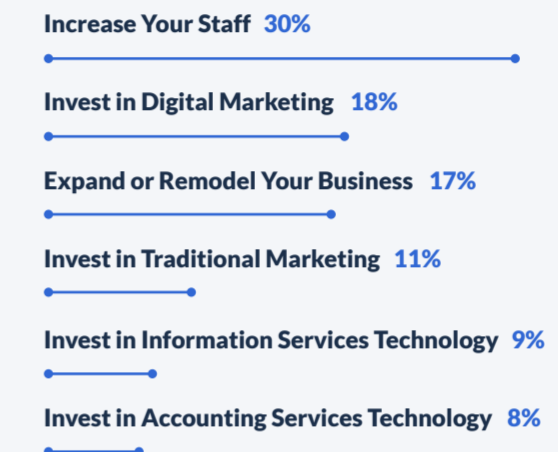 Increase Your Staff 30%
Invest in Digital Marketing 18%
Expand or Remodel Your Business 17%
Invest in Traditional Marketing 11%
Invest in Information Services Technology 9%
Invest in Accounting Services Technology 8%